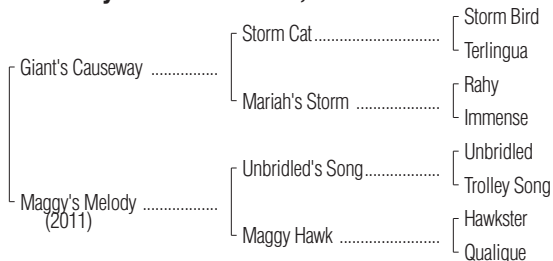 Storm Bird
Storm Cat
Terlingua
Giant's Causeway
Rahy
Mariah's Storm
Immense
Unbridled
Unbridled's Song
Trolley Song
Maggy's Melody
(2011)
Hawkster
Maggy Hawk
Qualique